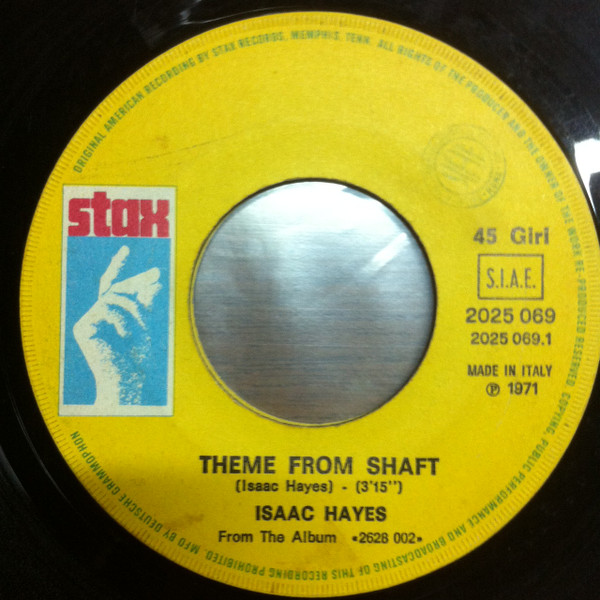 ORIGINAL AMERICAN RECORDING BY STAX RECORDS, MEMPHIS, TENN. ALL RIGHTS OF THE PRODUCER AND THE OWNER OF THE WORK RE-PRODUCED RESERVED. COPYING, PUBLIC PERFORMANCE AND BROADCASTING OF THIS RECORDING PROHIBITED. MFD BY DEUTSCHE GRAMMOPHON
stax
45 Giri
S.I.A.E.
2025 069
2025 069.1
MADE IN ITALY
℗ 1971
THEME FROM SHAFT
(Isaac Hayes) - (3'15'')
ISAAC HAYES
From The Album «2628 002»